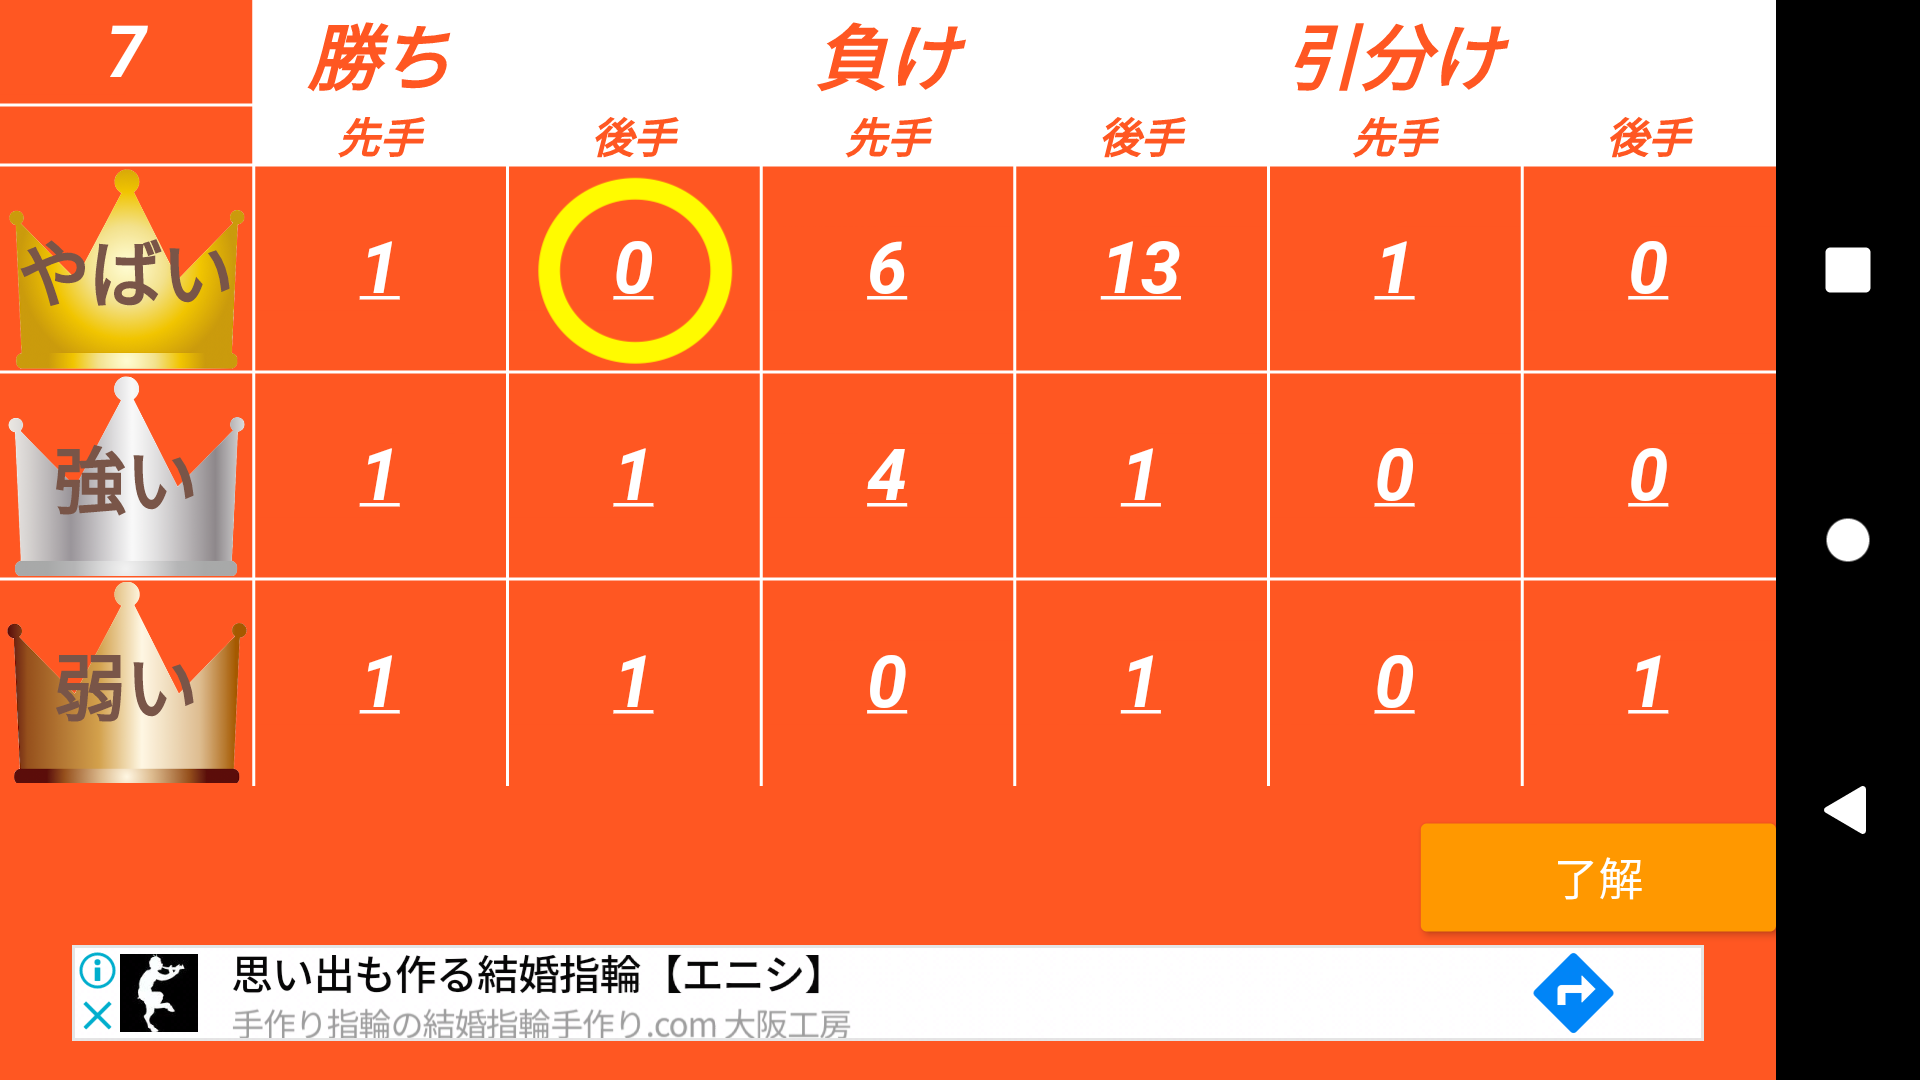 7 勝ち 負け 引分け
先手 後手 先手 後手 先手 後手
やばい 1 0 6 13 1 0
強い 1 1 4 1 0 0
弱い 1 1 0 1 0 1
了解
思い出も作る結婚指輪【エニシ】
手作り指輪の結婚指輪手作り.com 大阪工房